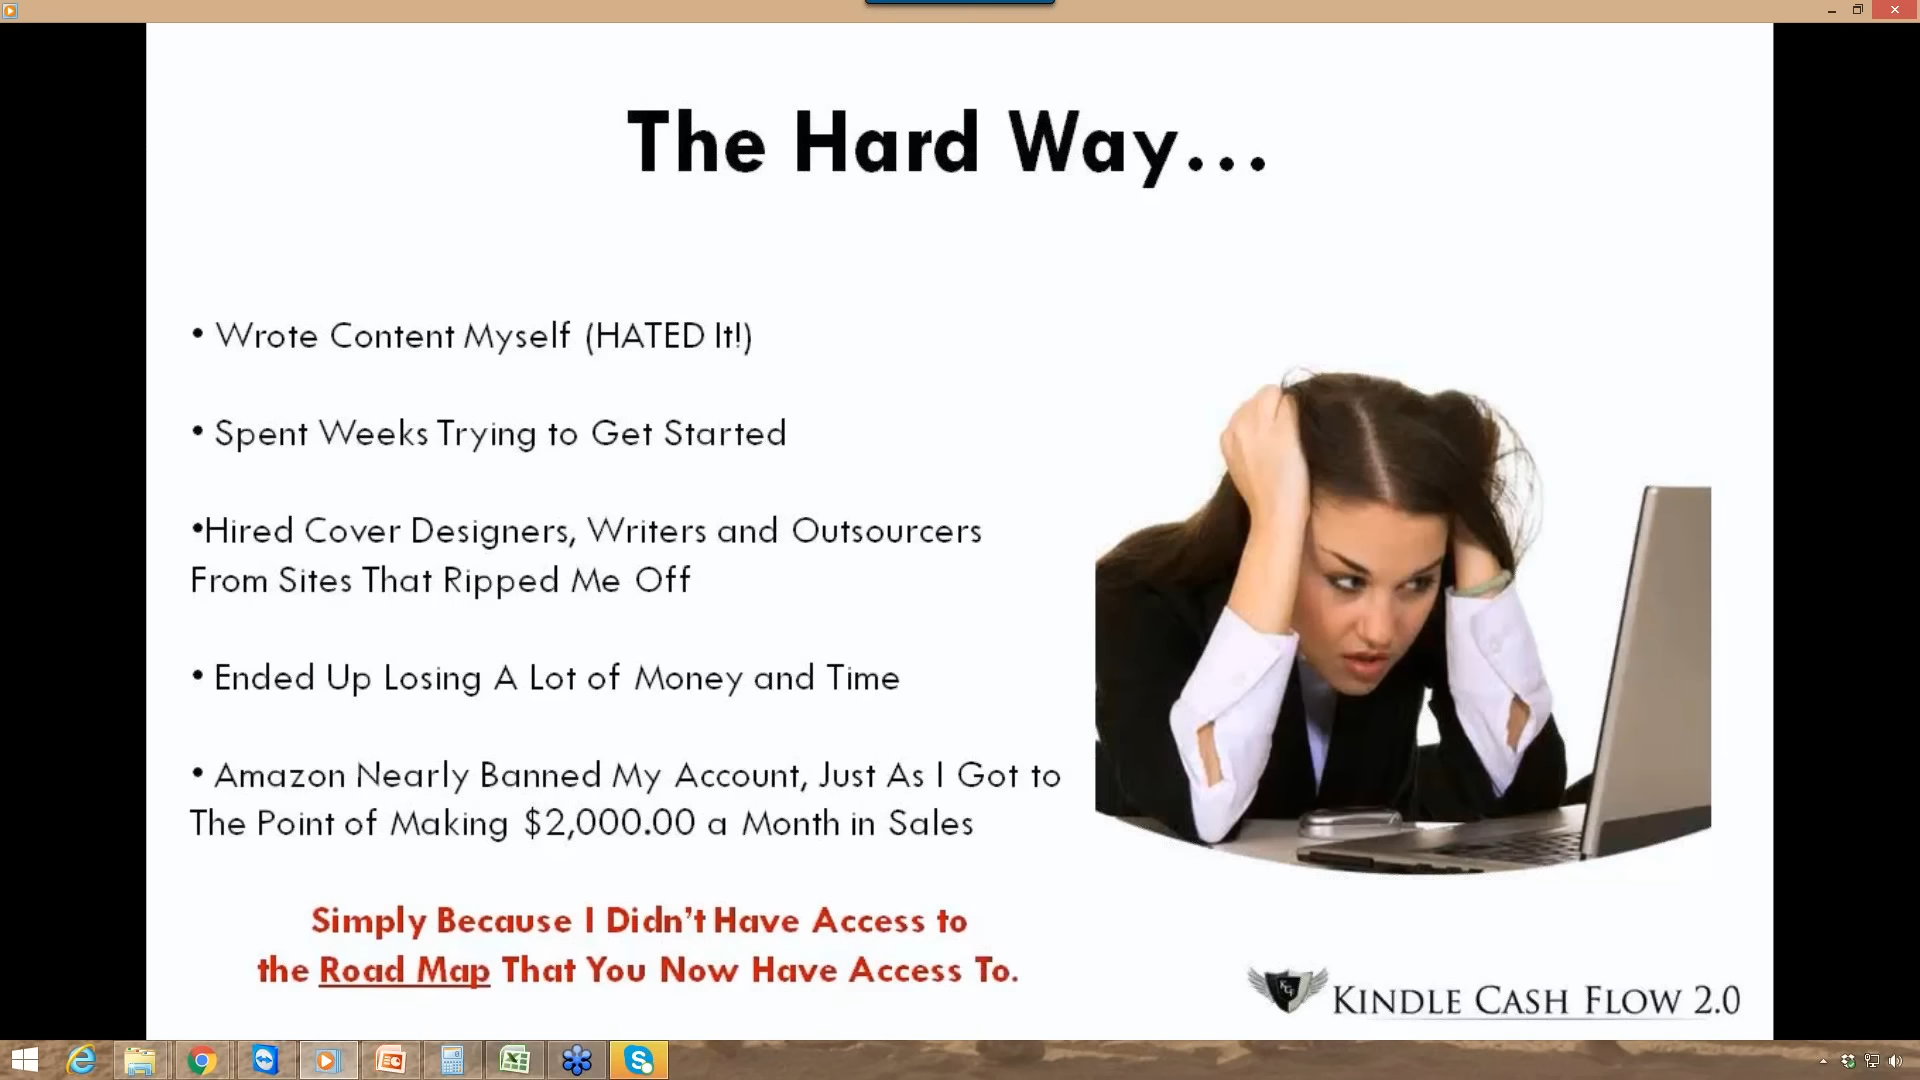 The Hard Way...
• Wrote Content Myself (HATED It!)
• Spent Weeks Trying to Get Started
•Hired Cover Designers, Writers and Outsourcers
From Sites That Ripped Me Off
• Ended Up Losing A Lot of Money and Time
• Amazon Nearly Banned My Account, Just As I Got to
The Point of Making $2,000.00 a Month in Sales
Simply Because I Didn't Have Access to
the Road Map That You Now Have Access To.
KCF
KINDLE CASH FLOW 2.0